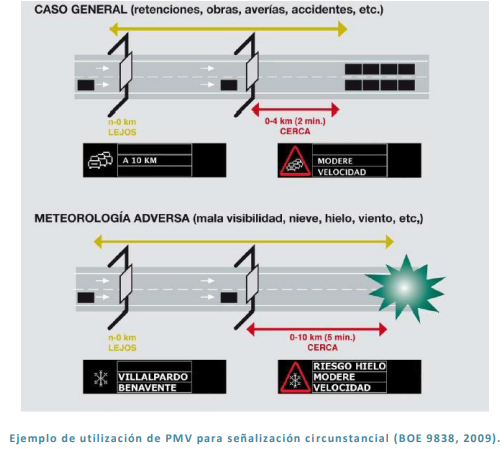 CASO GENERAL (retenciones, obras, averías, accidentes, etc.)
n-0 km
LEJOS
0-4 km (2 min.)
CERCA
A 10 KM
MODERE
VELOCIDAD
METEOROLOGÍA ADVERSA (mala visibilidad, nieve, hielo, viento, etc,)
n-0 km
LEJOS
0-10 km (5 min.)
CERCA
VILLALPARDO
BENAVENTE
RIESGO HIELO
MODERE
VELOCIDAD
Ejemplo de utilización de PMV para señalización circunstancial (BOE 9838, 2009).